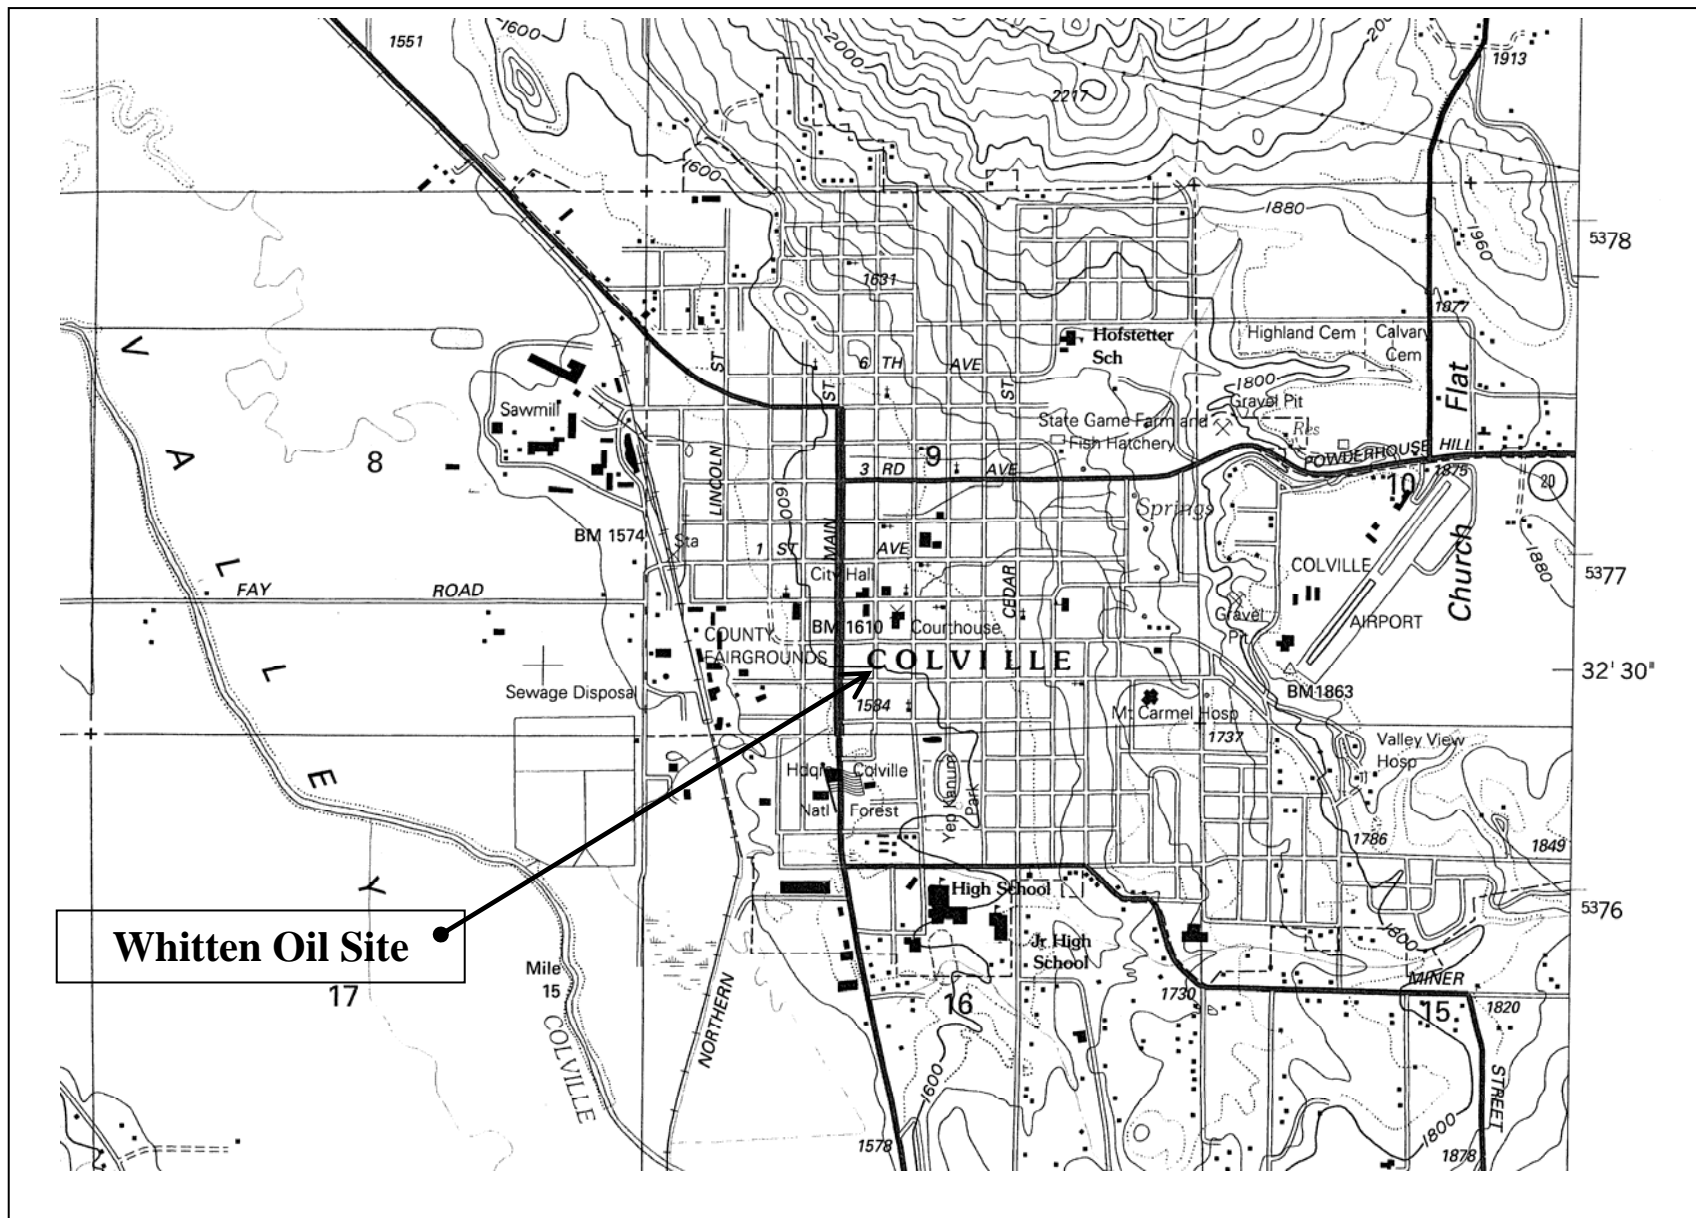 1551
1600
2000
2217
200
1913
1600
1880
1960
5378
1631
1877
V
Highland Cem
Calvary
Cem
Hofstetter
Sch
ST
ST
6 TH AVE
ST
1800
Gravel Pit
Flat
Sawmill
State Game Farm and
Fish Hatchery
Res
A
8
9
3 RD AVE
POWDERHOUSE HILL
1875
10
20
LINCOLN
600
MAIN
Springs
BM 1574
Sta
1 ST AVE
L
City Hall
CEDAR
COLVILLE
Church
1880
5377
FAY ROAD
Gravel
Pit
AIRPORT
COUNTY
FAIRGROUNDS
BM 1610
Courthouse
L
COLVILLE
32' 30"
Sewage Disposal
1584
BM1863
Mt Carmel Hosp
1737
Valley View
Hosp
E
Hdqrs Colville
Natl Forest
Yep Kanum
Park
1786
1849
Y
High School
5376
Whitten Oil Site
Jr High
School
1800
Mile
15
17
NORTHERN
16
1730
MINER
15
1820
COLVILLE
1600
STREET
1578
1800
1878